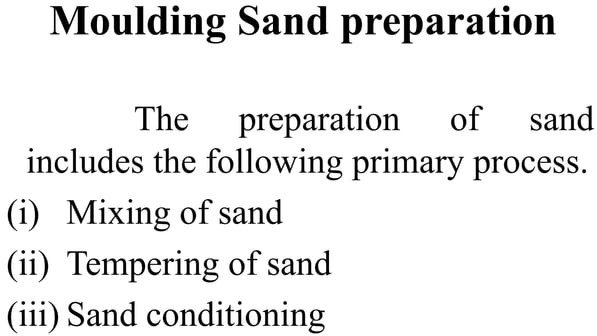 Moulding Sand preparation
The preparation of sand
includes the following primary process.
(i) Mixing of sand
(ii) Tempering of sand
(iii) Sand conditioning